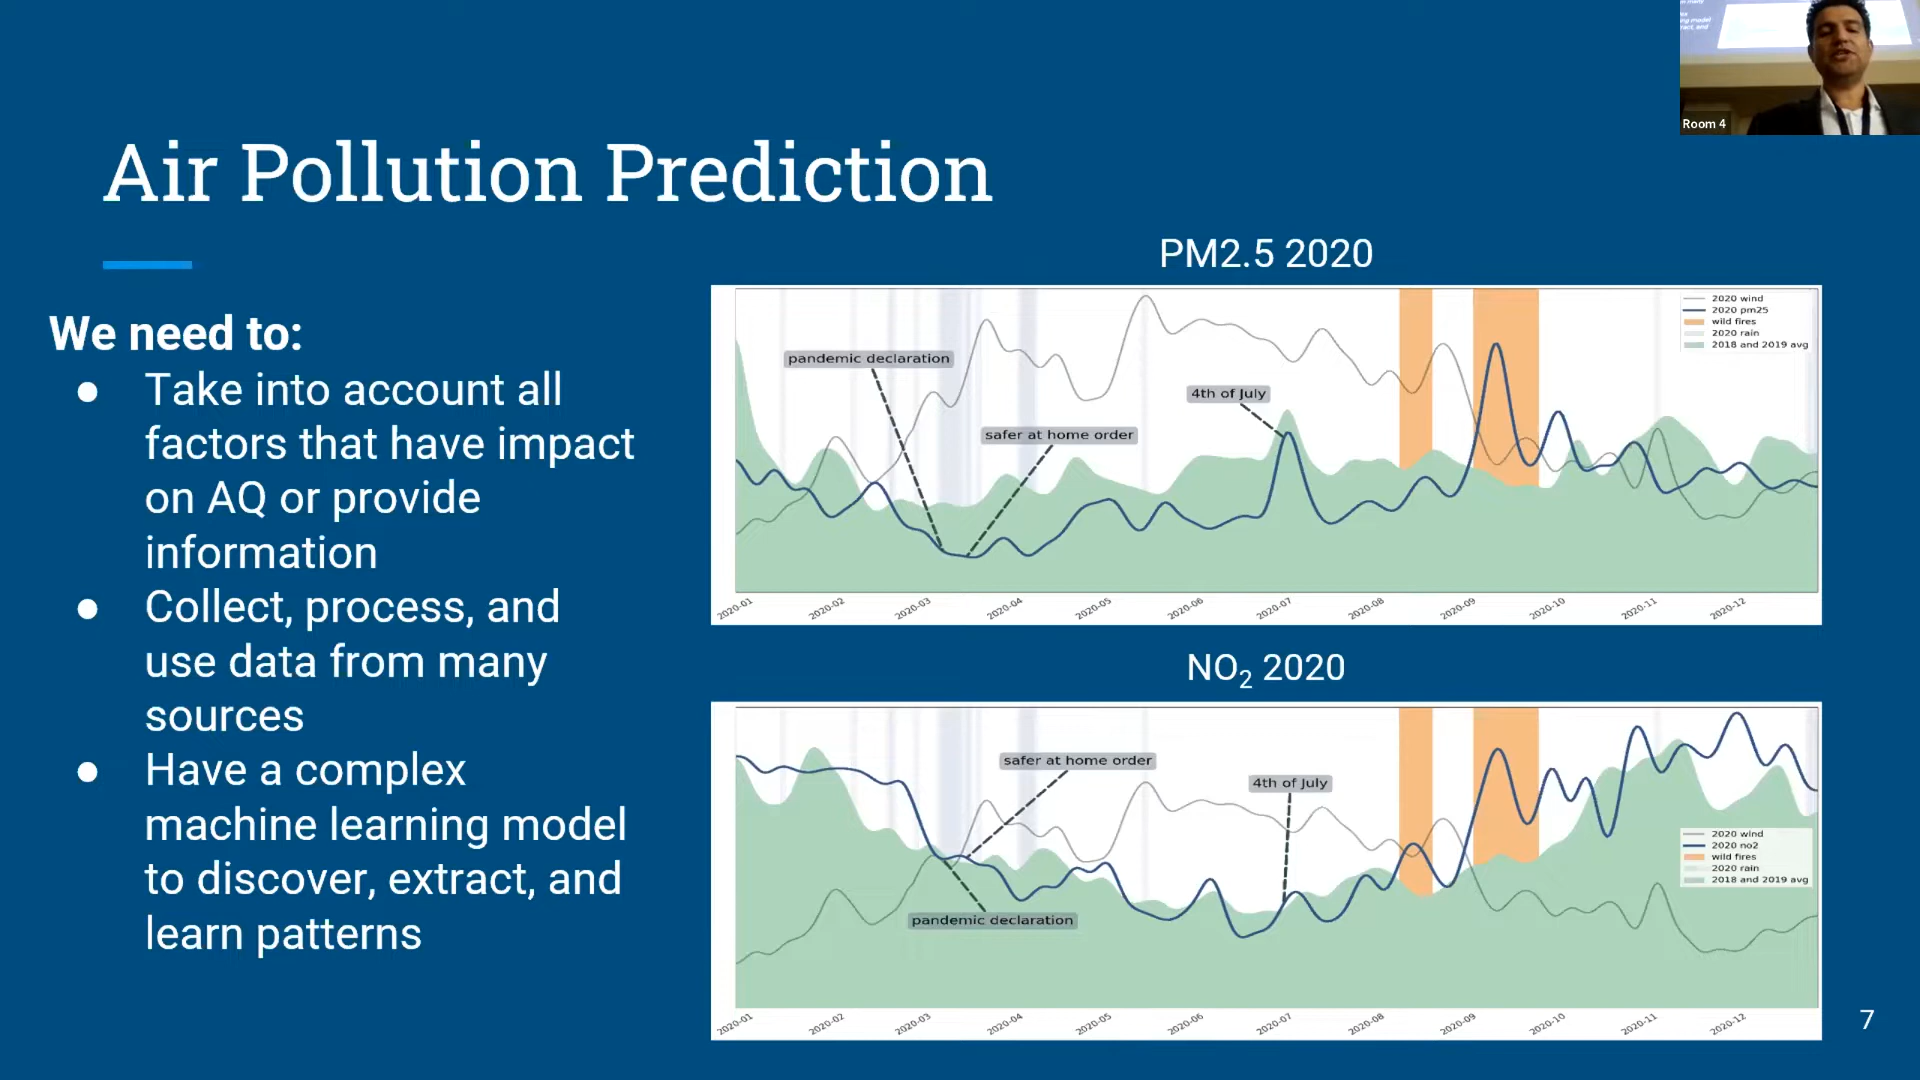 Room 4
Air Pollution Prediction
We need to:
● Take into account all
factors that have impact
on AQ or provide
information
● Collect, process, and
use data from many
sources
● Have a complex
machine learning model
to discover, extract, and
learn patterns
PM2.5 2020
2020 wind
2020 pm25
wild fires
2020 rain
2018 and 2019 avg
pandemic declaration
4th of July
safer at home order
2020-01 2020-02 2020-03 2020-04 2020-05 2020-06 2020-07 2020-08 2020-09 2020-10 2020-11 2020-12
NO₂ 2020
safer at home order
4th of July
2020 wind
2020 no2
wild fires
2020 rain
2018 and 2019 avg
pandemic declaration
2020-01 2020-02 2020-03 2020-04 2020-05 2020-06 2020-07 2020-08 2020-09 2020-10 2020-11 2020-12
7